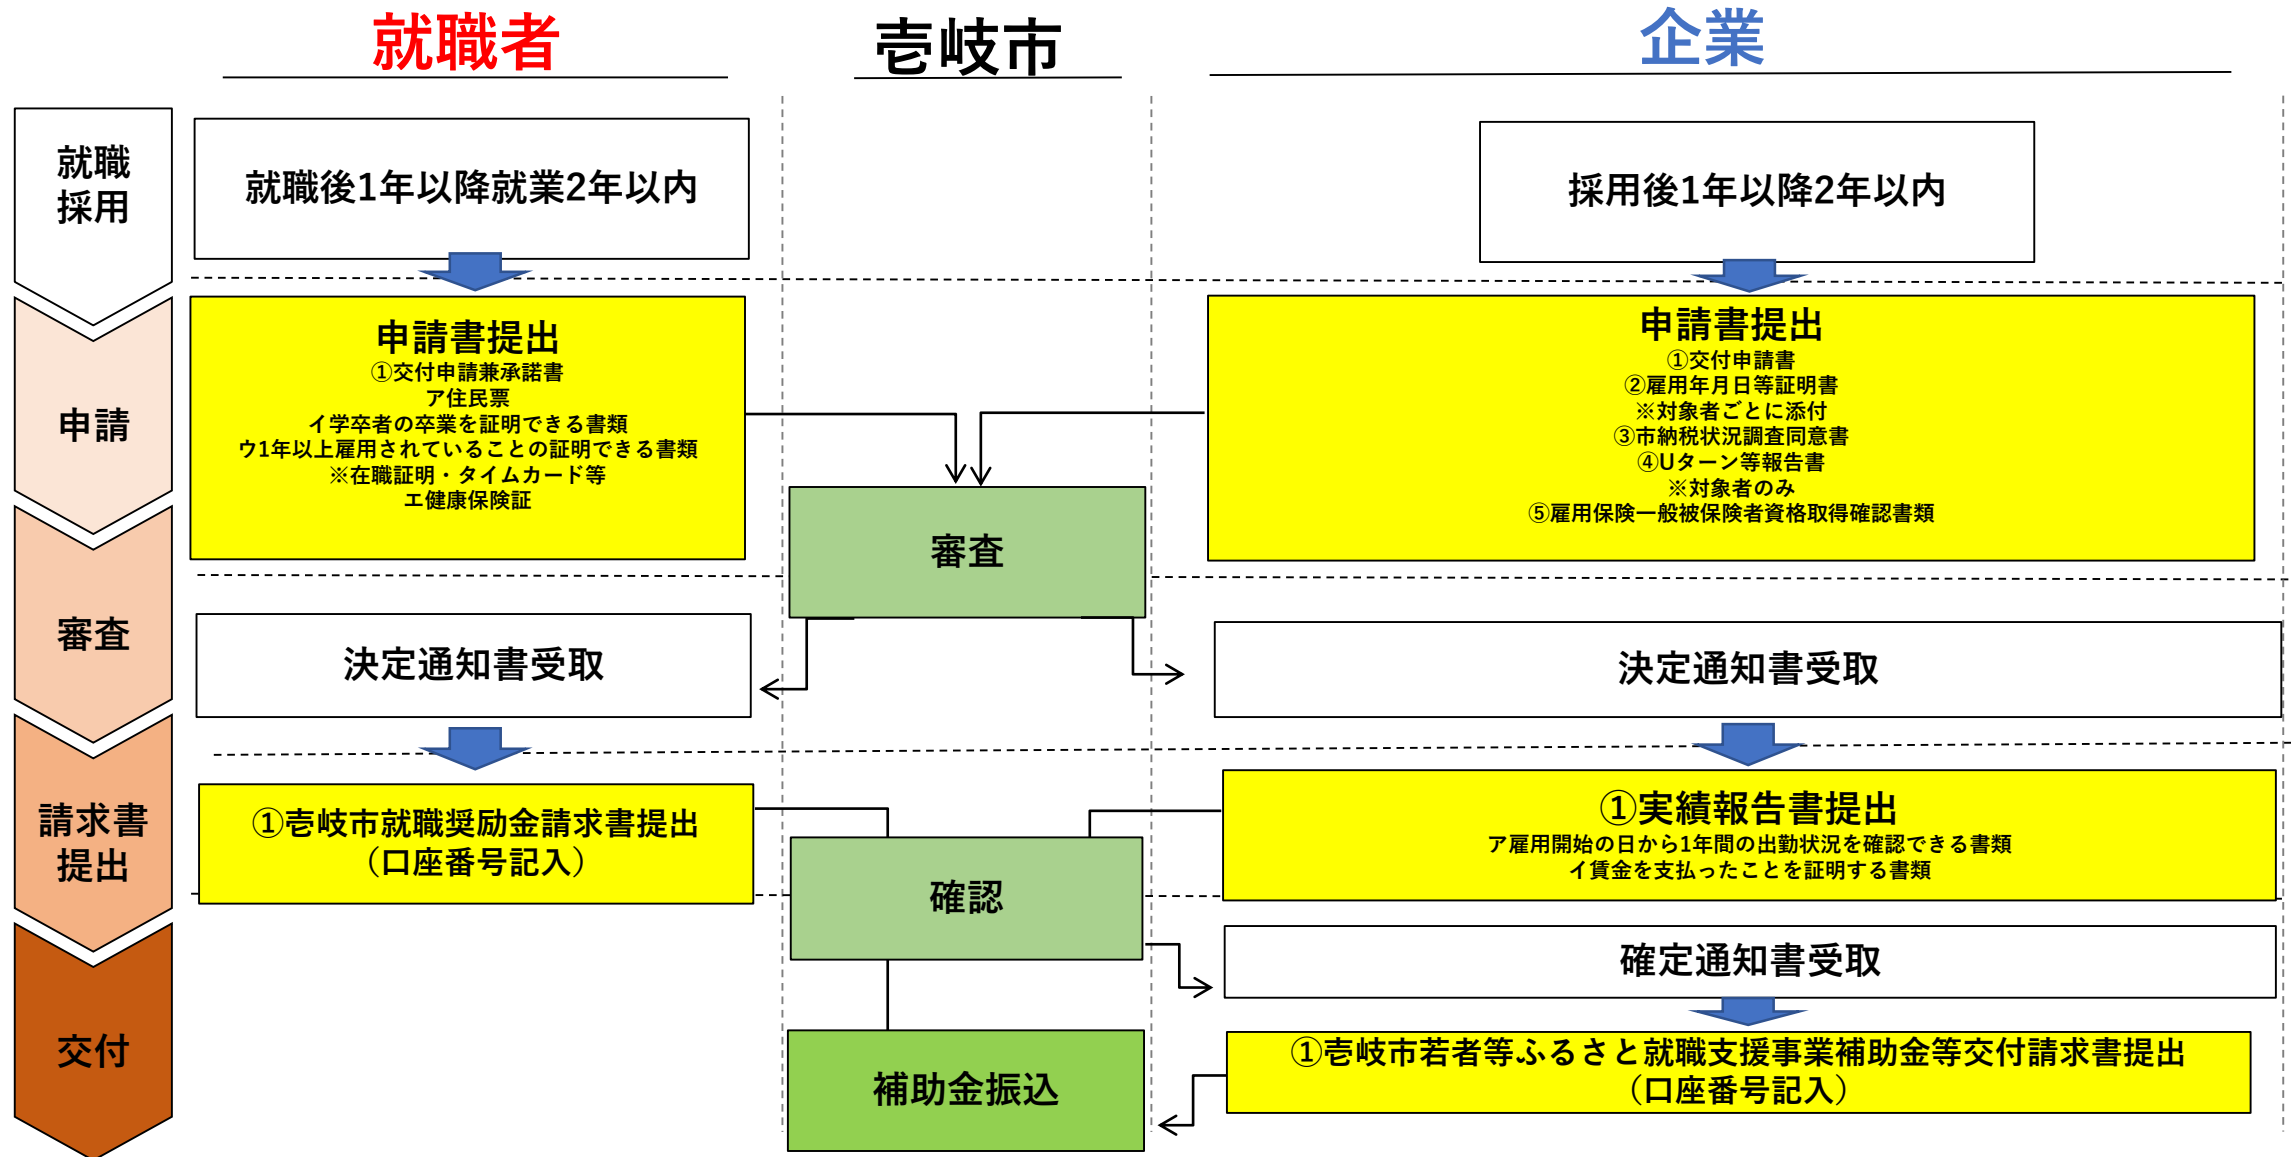 就職者
壱岐市
企業
就職
採用
就職後1年以降就業2年以内
採用後1年以降2年以内
申請
申請書提出
①交付申請兼承諾書
ア住民票
イ学卒者の卒業を証明できる書類
ウ1年以上雇用されていることの証明できる書類
※在職証明・タイムカード等
エ健康保険証
申請書提出
①交付申請書
②雇用年月日等証明書
※対象者ごとに添付
③市納税状況調査同意書
④Uターン等報告書
※対象者のみ
⑤雇用保険一般被保険者資格取得確認書類
審査
審査
決定通知書受取
決定通知書受取
請求書
提出
①壱岐市就職奨励金請求書提出
（口座番号記入）
確認
①実績報告書提出
ア雇用開始の日から1年間の出勤状況を確認できる書類
イ賃金を支払ったことを証明する書類
確定通知書受取
交付
補助金振込
①壱岐市若者等ふるさと就職支援事業補助金等交付請求書提出
（口座番号記入）